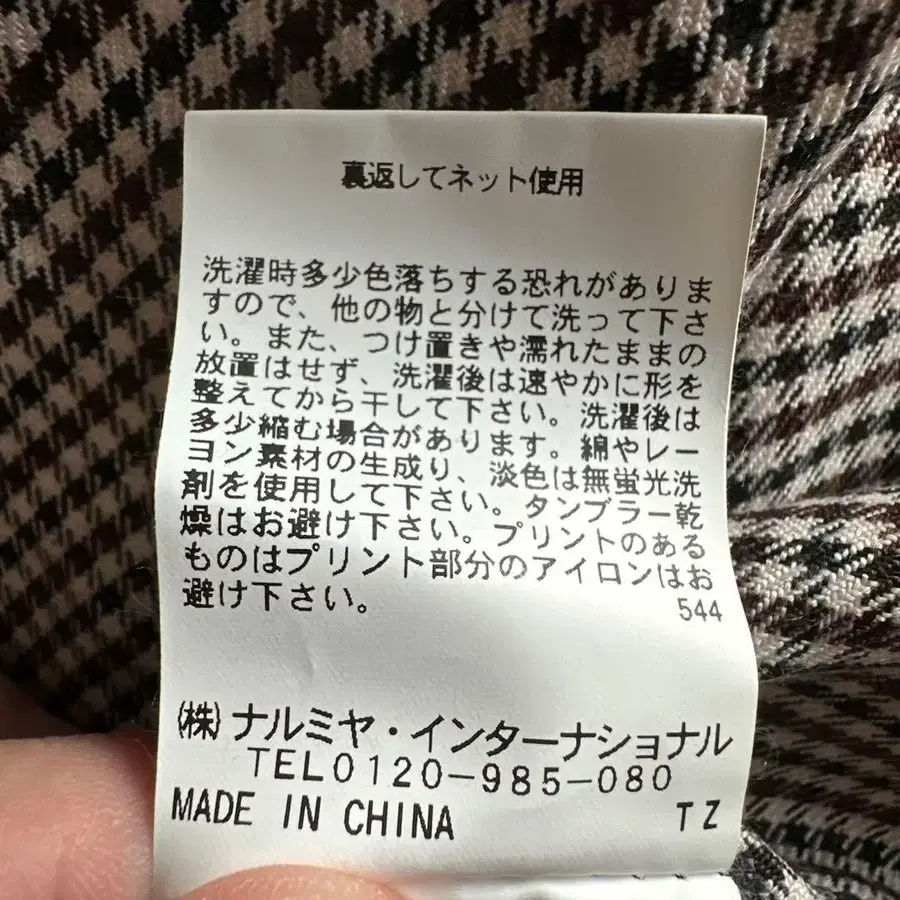 裏返してネット使用
洗濯時多少色落ちする恐れがありま
すので、他の物と分けて洗って下さ
い。また、つけ置きや濡れたままの
放置はせず、洗濯後は速やかに形を
整えてから干して下さい。洗濯後は
多少縮む場合があります。綿やレー
ヨン素材の生成り、淡色は無蛍光洗
剤を使用して下さい。タンブラー乾
燥はお避け下さい。プリントのある
ものはプリント部分のアイロンはお
避け下さい。
544
(株)ナルミヤ・インターナショナル
TEL0120-985-080
MADE IN CHINA TZ